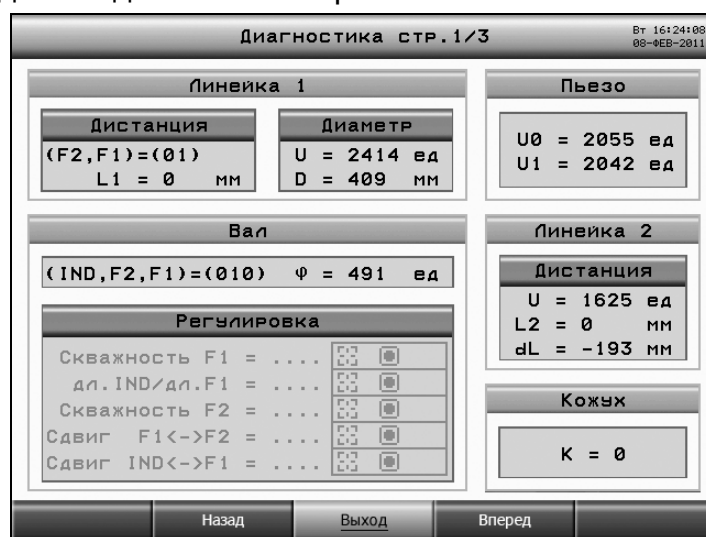 Диагностика стр.1/3
Вт 16:24:08
08-ФЕВ-2011
Линейка 1
Дистанция
(F2,F1)=(01)
L1 = 0 мм
Диаметр
U = 2414 ед
D = 409 мм
Пьезо
U0 = 2055 ед
U1 = 2042 ед
Вал
(IND,F2,F1)=(010) φ = 491 ед
Регулировка
Скважность F1 = ....
дл.IND/дл.F1 = ....
Скважность F2 = ....
Сдвиг F1<->F2 = ....
Сдвиг IND<->F1 = ....
Линейка 2
Дистанция
U = 1625 ед
L2 = 0 мм
dL = -193 мм
Кожух
K = 0
Назад
Выход
Вперед